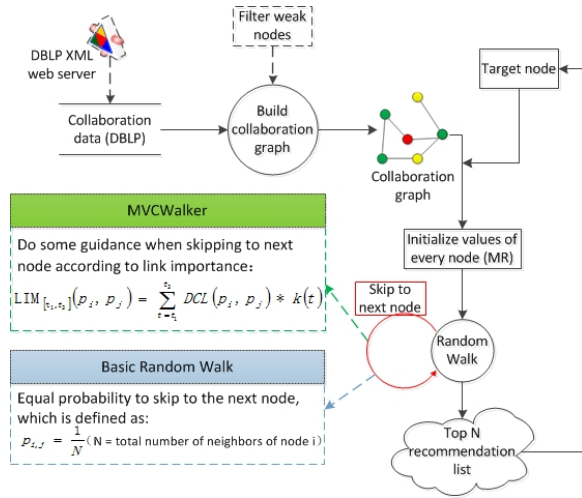 Filter weak
nodes
DBLP XML
web server
Target node
Collaboration
data (DBLP)
Build
collaboration
graph
Collaboration
graph
MVCWalker
Do some guidance when skipping to next
node according to link importance:
LIM[t₁,t₂](pᵢ, pⱼ) = ∑ₜ₌ₜ₁ᵗ² DCL(pᵢ, pⱼ) * k(t)
Initialize values of
every node (MR)
Skip to
next node
Random
Walk
Basic Random Walk
Equal probability to skip to the next node,
which is defined as:
pᵢ,ⱼ = 1/N (N = total number of neighbors of node i)
Top N
recommendation
list